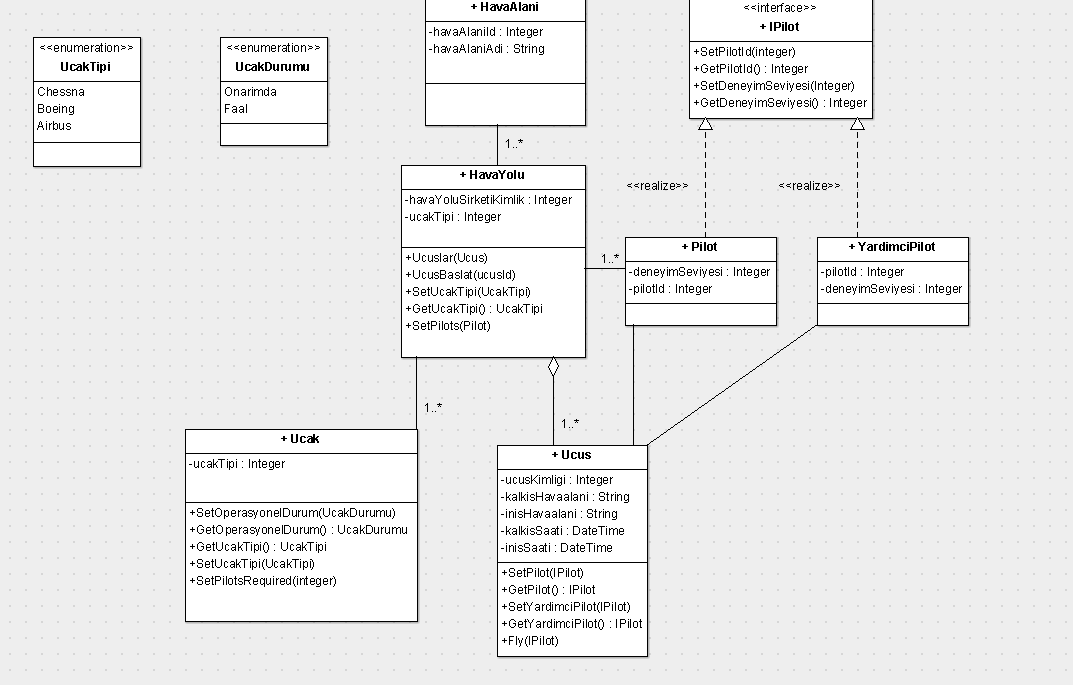 <<enumeration>>
UcakTipi
Chessna
Boeing
Airbus
<<enumeration>>
UcakDurumu
Onarimda
Faal
+ HavaAlani
-havaAlaniId : Integer
-havaAlaniAdi : String
<<interface>>
+ IPilot
+SetPilotId(integer)
+GetPilotId() : Integer
+SetDeneyimSeviyesi(Integer)
+GetDeneyimSeviyesi() : Integer
1..*
<<realize>>
<<realize>>
+ HavaYolu
-havaYoluSirketiKimlik : Integer
-ucakTipi : Integer
+Ucuslar(Ucus)
+UcusBaslat(ucusId)
+SetUcakTipi(UcakTipi)
+GetUcakTipi() : UcakTipi
+SetPilots(Pilot)
1..*
+ Pilot
-deneyimSeviyesi : Integer
-pilotId : Integer
+ YardimciPilot
-pilotId : Integer
-deneyimSeviyesi : Integer
1..*
1..*
+ Ucak
-ucakTipi : Integer
+SetOperasyonelDurum(UcakDurumu)
+GetOperasyonelDurum() : UcakDurumu
+GetUcakTipi() : UcakTipi
+SetUcakTipi(UcakTipi)
+SetPilotsRequired(integer)
+ Ucus
-ucusKimligi : Integer
-kalkisHavaalani : String
-inisHavaalani : String
-kalkisSaati : DateTime
-inisSaati : DateTime
+SetPilot(IPilot)
+GetPilot() : IPilot
+SetYardimciPilot(IPilot)
+GetYardimciPilot() : IPilot
+Fly(IPilot)